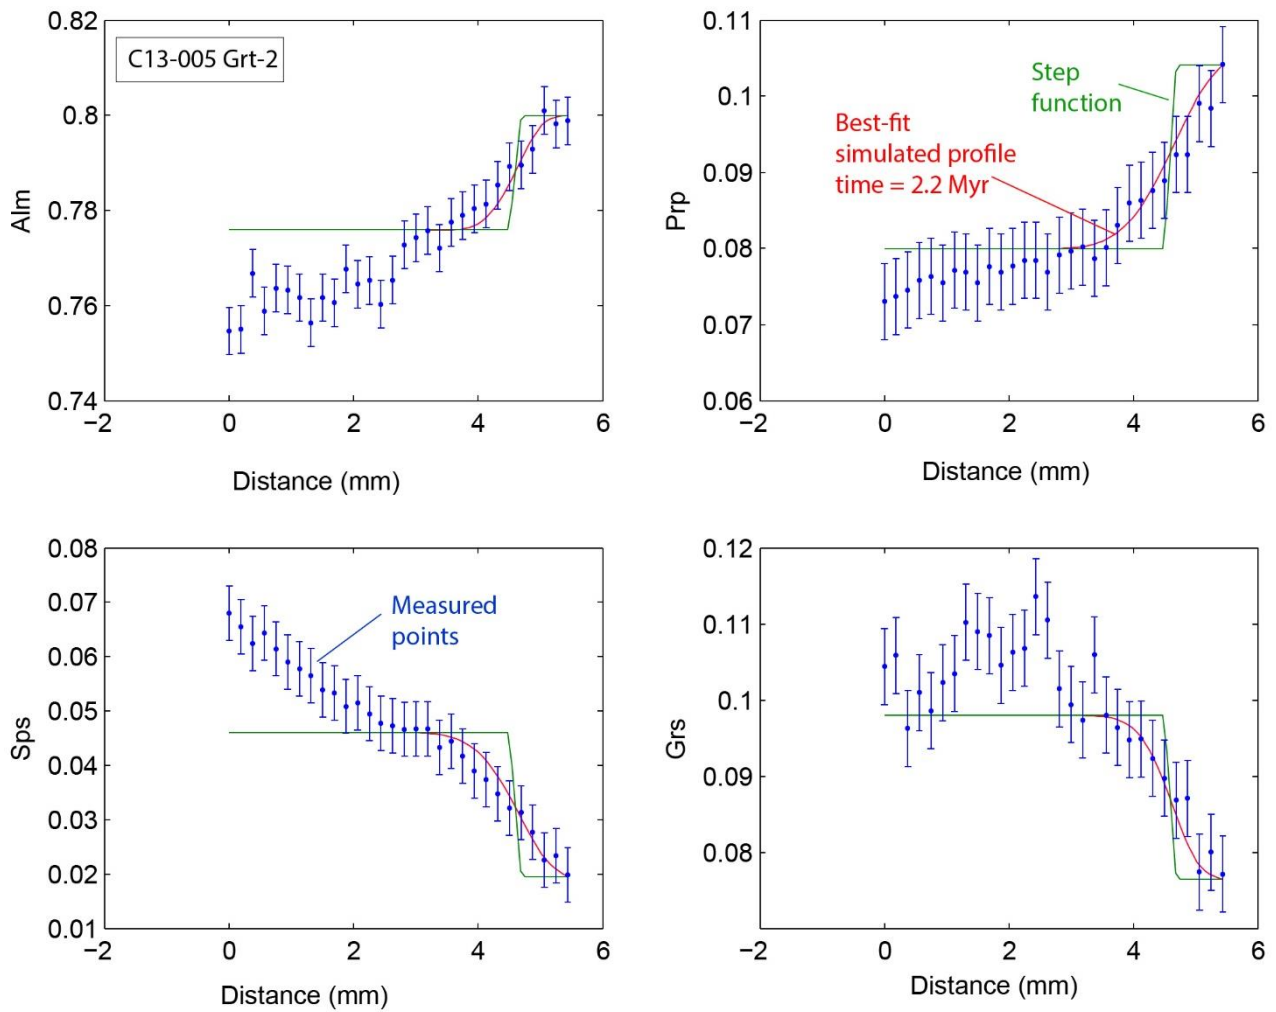 0.82
C13-005 Grt-2
0.8
0.78
0.76
0.74
Alm
−2 0 2 4 6
Distance (mm)
0.11
0.1
0.09
0.08
0.07
0.06
Prp
Step
function
Best-fit
simulated profile
time = 2.2 Myr
−2 0 2 4 6
Distance (mm)
0.08
0.07
0.06
0.05
0.04
0.03
0.02
0.01
Sps
Measured
points
−2 0 2 4 6
Distance (mm)
0.12
0.11
0.1
0.09
0.08
Grs
−2 0 2 4 6
Distance (mm)